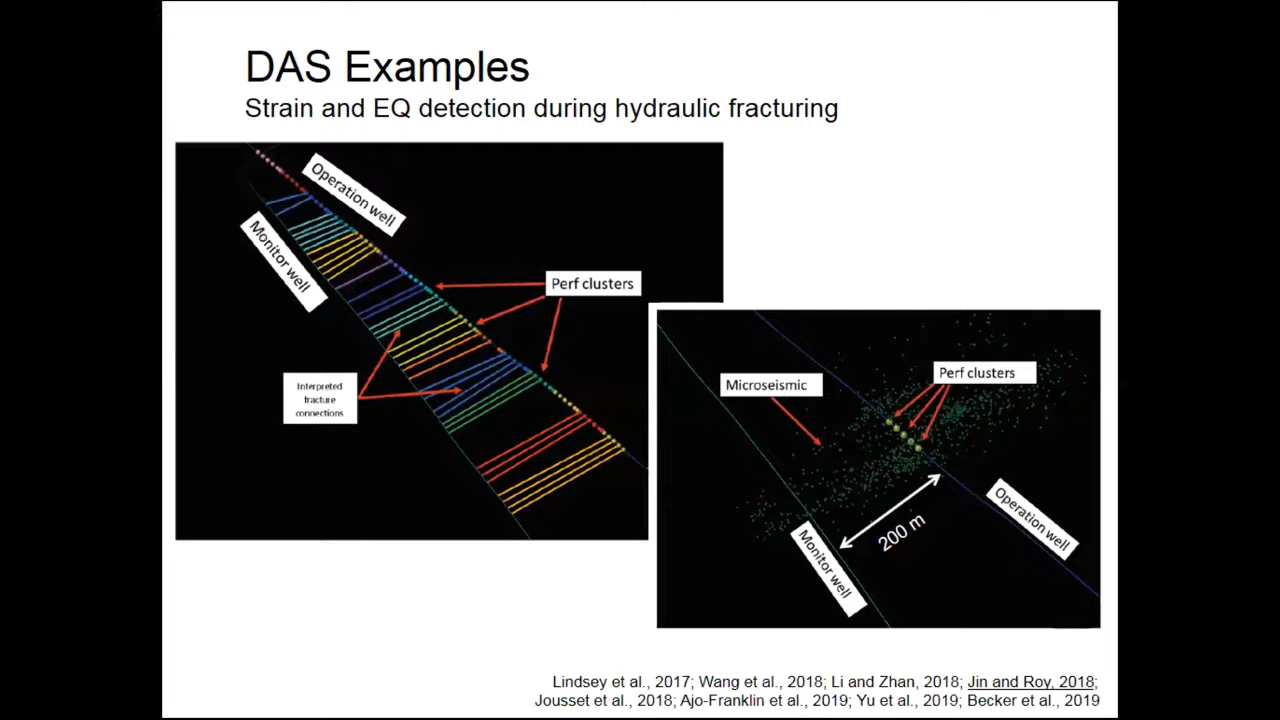 DAS Examples
Strain and EQ detection during hydraulic fracturing
Operation well
Monitor well
Perf clusters
Interpreted
fracture
connections
Microseismic
Perf clusters
Operation well
200 m
Monitor well
Lindsey et al., 2017; Wang et al., 2018; Li and Zhan, 2018; Jin and Roy, 2018;
Jousset et al., 2018; Ajo-Franklin et al., 2019; Yu et al., 2019; Becker et al., 2019